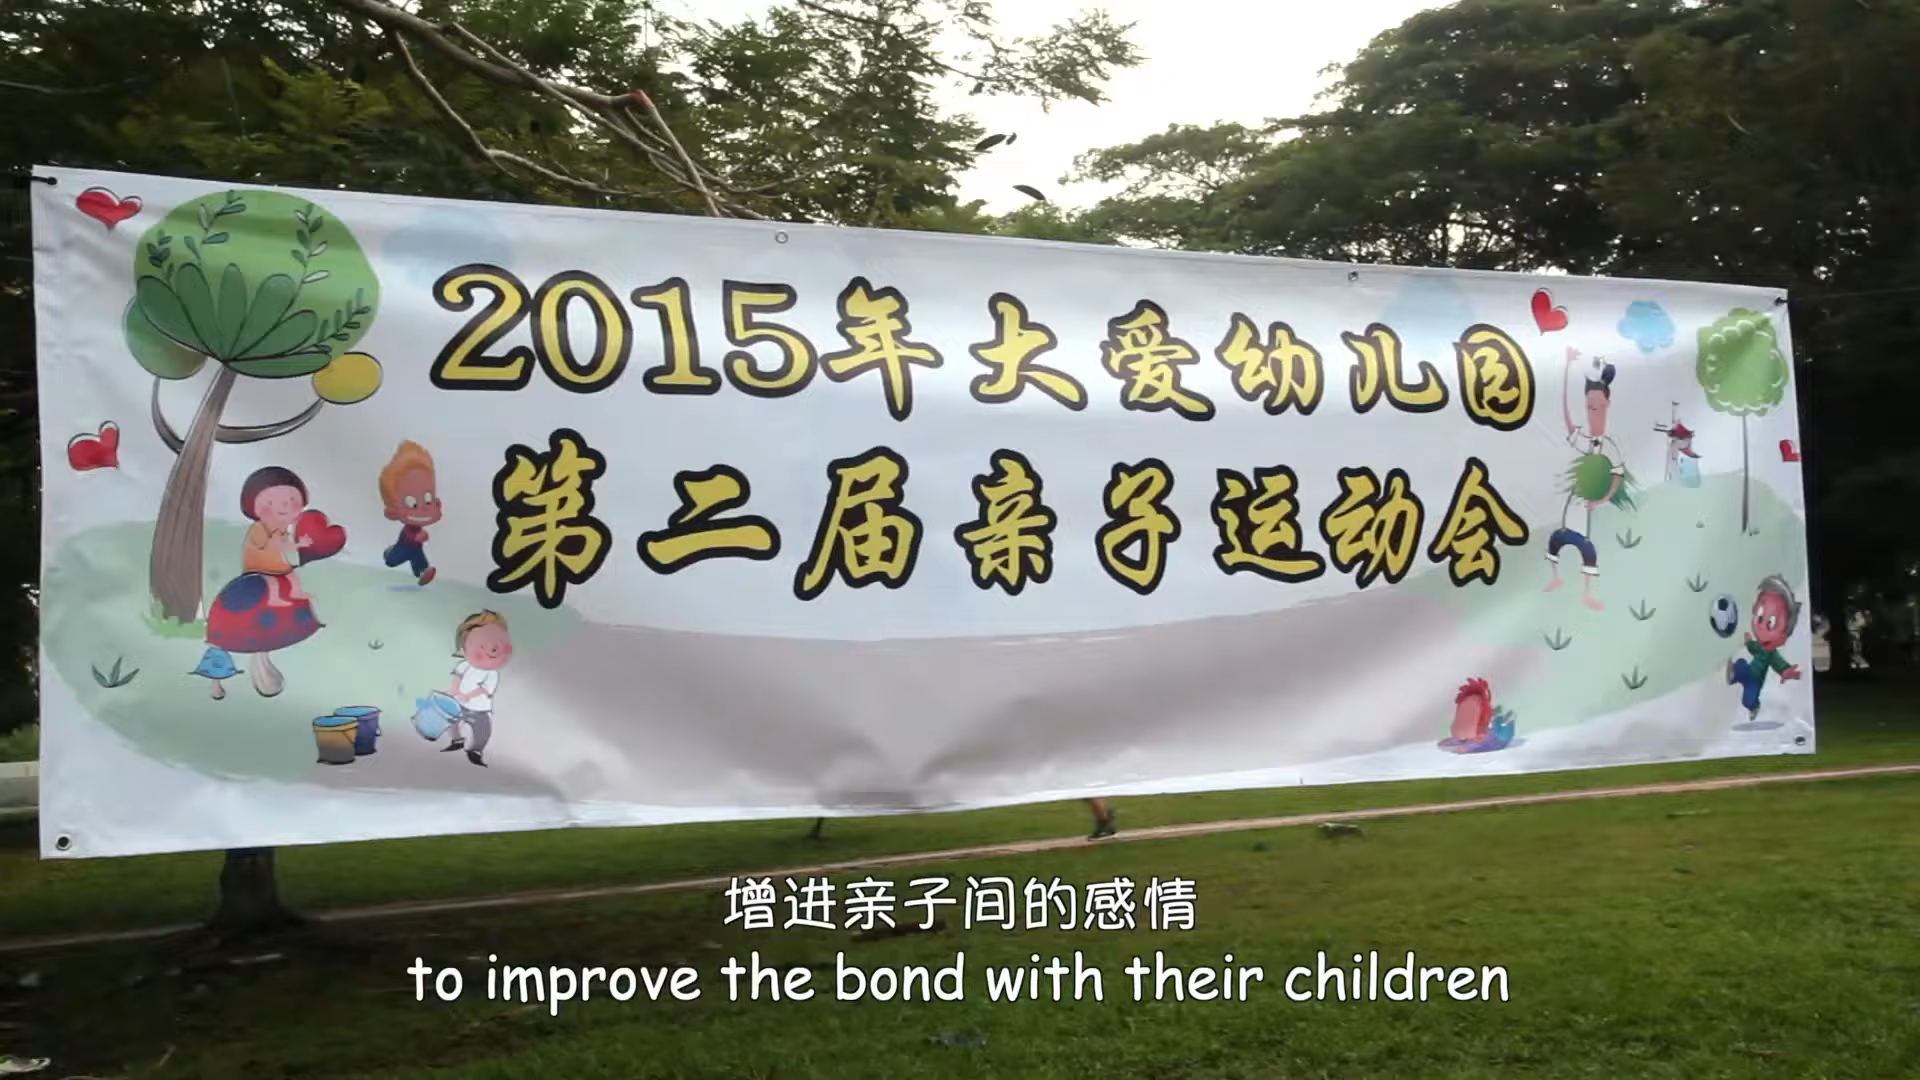 2015年大爱幼儿园
第二届亲子运动会
增进亲子间的感情
to improve the bond with their children